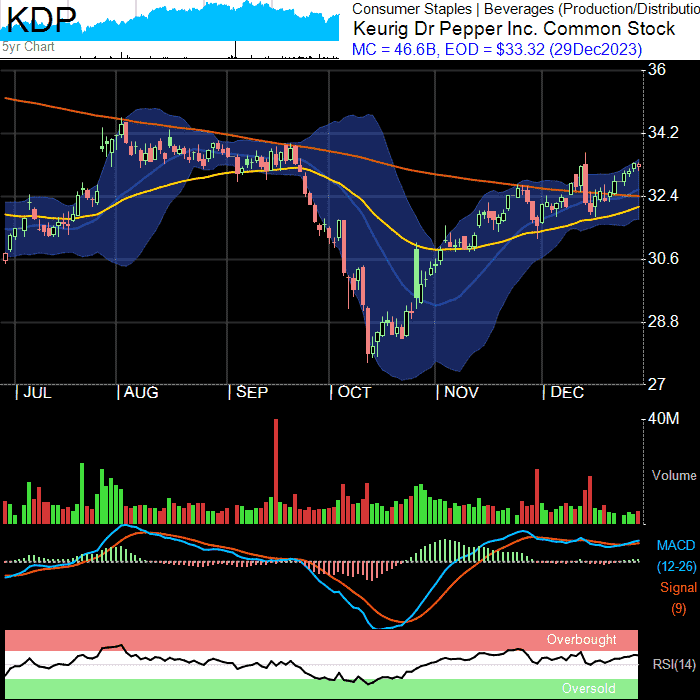 KDP
5yr Chart
Consumer Staples | Beverages (Production/Distributio
Keurig Dr Pepper Inc. Common Stock
MC = 46.6B, EOD = $33.32 (29Dec2023)
36
34.2
32.4
30.6
28.8
27
| JUL | AUG | SEP | OCT | NOV | DEC
40M
Volume
MACD
(12-26)
Signal
(9)
Overbought
RSI(14)
Oversold